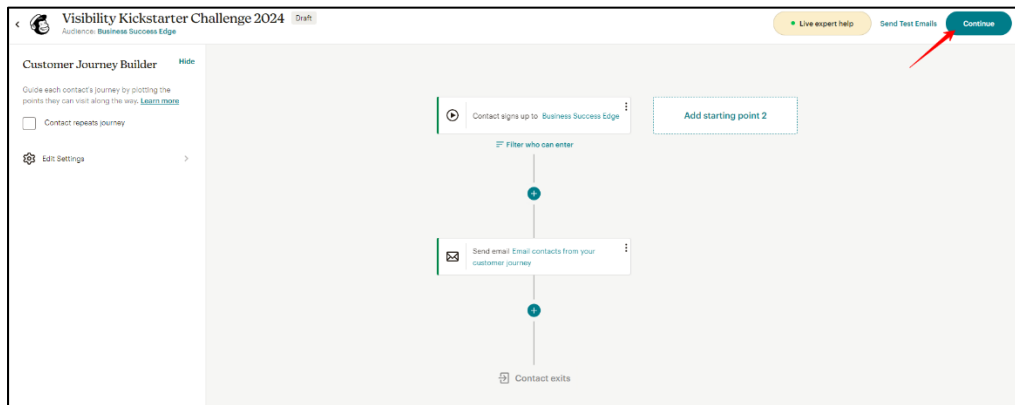 Visibility Kickstarter Challenge 2024 Draft
Audience: Business Success Edge
Live expert help
Send Test Emails
Continue
Customer Journey Builder Hide
Guide each contact's journey by plotting the
points they can visit along the way. Learn more
Contact repeats journey
Edit Settings
Contact signs up to Business Success Edge
Add starting point 2
Filter who can enter
Send email Email contacts from your
customer journey
Contact exits